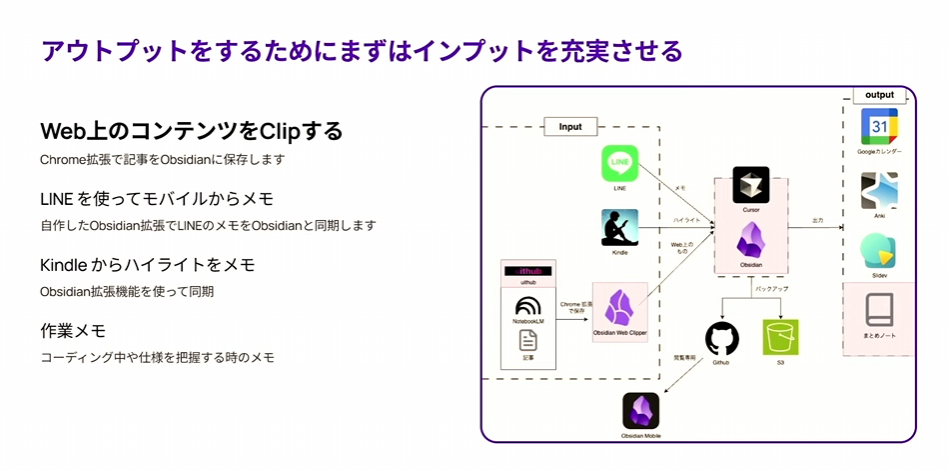 アウトプットをするためにまずはインプットを充実させる
Web上のコンテンツをClipする
Chrome拡張で記事をObsidianに保存します
LINE を使ってモバイルからメモ
自作したObsidian拡張でLINEのメモをObsidianと同期します
Kindle からハイライトをメモ
Obsidian拡張機能を使って同期
作業メモ
コーディング中や仕様を把握する時のメモ
Input
LINE
LINE
Kindle
uithub
uithub
NotebookLM
記事
Chrome 拡張
で保存
Obsidian Web Clipper
メモ
ハイライト
Web上の
もの
Cursor
Obsidian
バックアップ
Github
S3
閲覧専用
Obsidian Mobile
出力
output
31
Googleカレンダー
Anki
Slidev
まとめノート